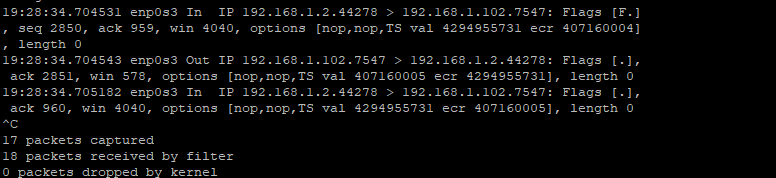 19:28:34.704531 enp0s3 In  IP 192.168.1.2.44278 > 192.168.1.102.7547: Flags [F.]
, seq 2850, ack 959, win 4040, options [nop,nop,TS val 4294955731 ecr 407160004]
, length 0
19:28:34.704543 enp0s3 Out IP 192.168.1.102.7547 > 192.168.1.2.44278: Flags [.],
 ack 2851, win 578, options [nop,nop,TS val 407160005 ecr 4294955731], length 0
19:28:34.705182 enp0s3 In  IP 192.168.1.2.44278 > 192.168.1.102.7547: Flags [.],
 ack 960, win 4040, options [nop,nop,TS val 4294955731 ecr 407160005], length 0
^C
17 packets captured
18 packets received by filter
0 packets dropped by kernel